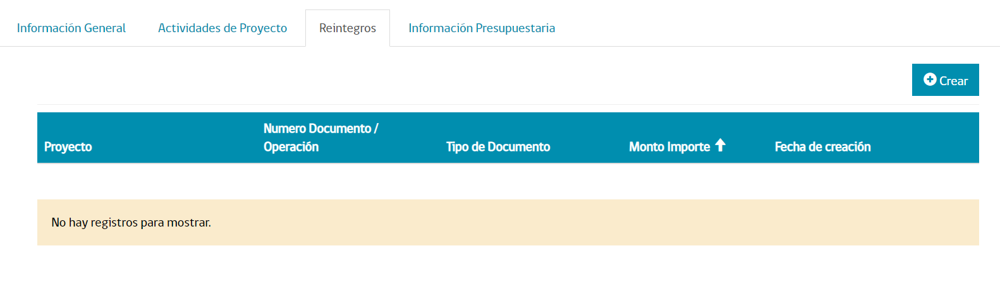 Información General
Actividades de Proyecto
Reintegros
Información Presupuestaria
Crear
Proyecto
Numero Documento /
Operación
Tipo de Documento
Monto Importe
Fecha de creación
No hay registros para mostrar.